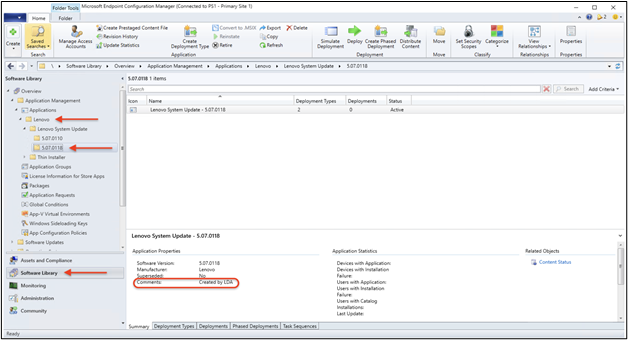 Folder Tools
Microsoft Endpoint Configuration Manager (Connected to PS1 - Primary Site 1)
Home
Folder
Create
Saved
Searches
Manage Access
Accounts
Create Prestaged Content File
Revision History
Update Statistics
Create
Deployment Type
Convert to .MSIX
Reinstate
Retire
Export
Copy
Refresh
Delete
Simulate
Deployment
Deploy
Create Phased
Deployment
Distribute
Content
Move
Set Security
Scopes
Categorize
View
Relationships
Properties
Search
Application
Deployment
Move
Classify
Relationships
Properties
\ Software Library Overview Application Management Applications Lenovo Lenovo System Update 5.07.0118
Software Library
Overview
Application Management
Applications
Lenovo
Lenovo System Update
5.07.0110
5.07.0118
Thin Installer
Application Groups
License Information for Store Apps
Packages
Application Requests
Global Conditions
App-V Virtual Environments
Windows Sideloading Keys
App Configuration Policies
Software Updates
Assets and Compliance
Software Library
Monitoring
Administration
Community
5.07.0118 1 items
Search
Search
Add Criteria
Icon Name Deployment Types Deployments Status
Lenovo System Update - 5.07.0118 2 0 Active
Lenovo System Update - 5.07.0118
Application Properties
Software Version: 5.07.0118
Manufacturer: Lenovo
Superseded: No
Comments: Created by LDA
Application Statistics
Devices with Application:
Devices with Installation
Failure:
Users with Application:
Users with Installation
Failure:
Users with Catalog
Installations:
Last Update:
Related Objects
Content Status
Summary Deployment Types Deployments Phased Deployments Task Sequences
Ready